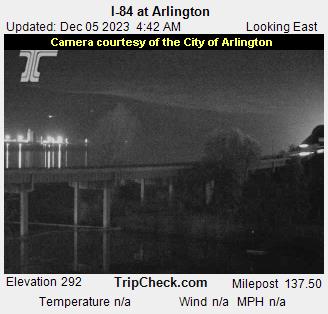 I-84 at Arlington
Updated: Dec 05 2023 4:42 AM Looking East
Camera courtesy of the City of Arlington
Elevation 292 TripCheck.com Milepost 137.50
Temperature n/a Wind n/a MPH n/a